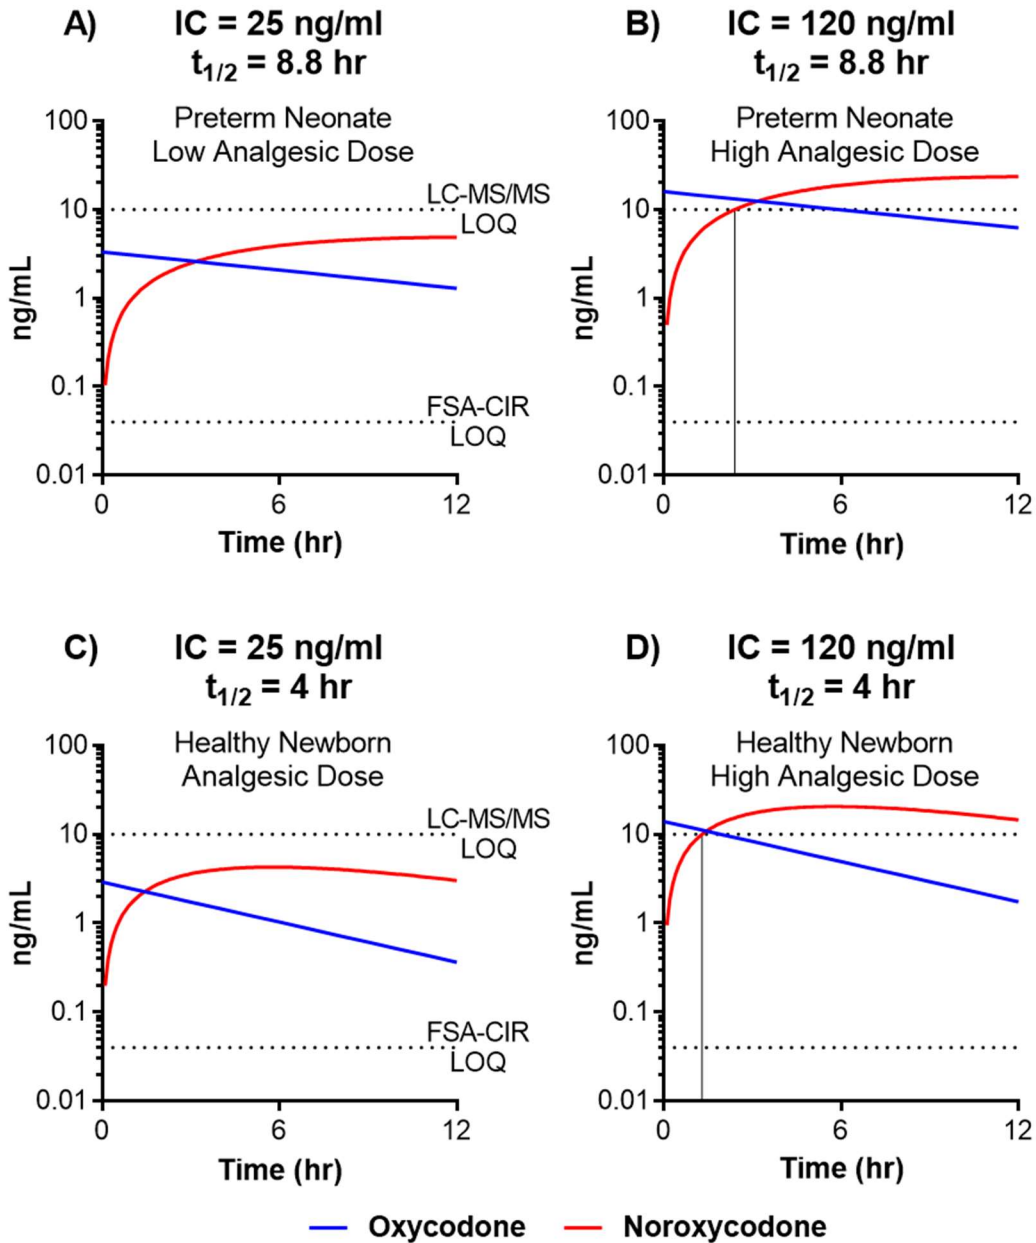 A) IC = 25 ng/ml
t1/2 = 8.8 hr
Preterm Neonate
Low Analgesic Dose
100
10
1
0.1
0.01
ng/mL
LC-MS/MS
LOQ
FSA-CIR
LOQ
0 6 12
Time (hr)
B) IC = 120 ng/ml
t1/2 = 8.8 hr
Preterm Neonate
High Analgesic Dose
100
10
1
0.1
0.01
ng/mL
0 6 12
Time (hr)
C) IC = 25 ng/ml
t1/2 = 4 hr
Healthy Newborn
Analgesic Dose
100
10
1
0.1
0.01
ng/mL
LC-MS/MS
LOQ
FSA-CIR
LOQ
0 6 12
Time (hr)
D) IC = 120 ng/ml
t1/2 = 4 hr
Healthy Newborn
High Analgesic Dose
100
10
1
0.1
0.01
ng/mL
0 6 12
Time (hr)
Oxycodone Noroxycodone